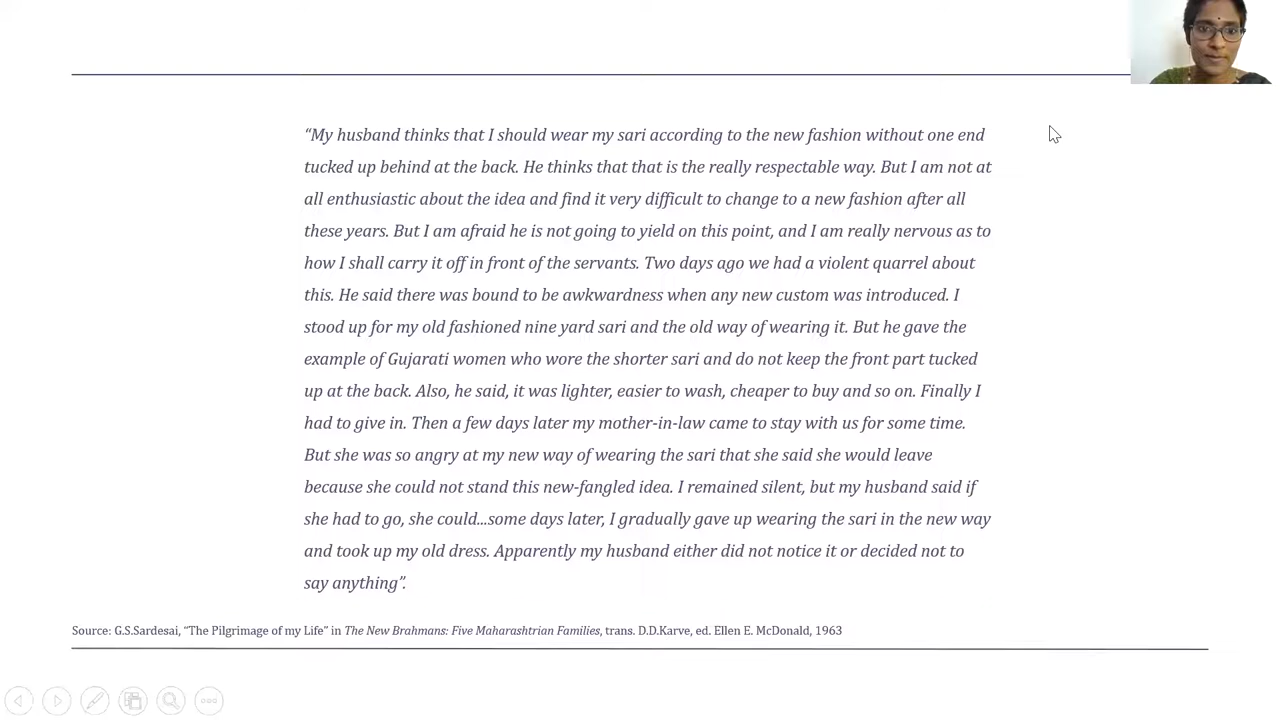 “My husband thinks that I should wear my sari according to the new fashion without one end
tucked up behind at the back. He thinks that that is the really respectable way. But I am not at
all enthusiastic about the idea and find it very difficult to change to a new fashion after all
these years. But I am afraid he is not going to yield on this point, and I am really nervous as to
how I shall carry it off in front of the servants. Two days ago we had a violent quarrel about
this. He said there was bound to be awkwardness when any new custom was introduced. I
stood up for my old fashioned nine yard sari and the old way of wearing it. But he gave the
example of Gujarati women who wore the shorter sari and do not keep the front part tucked
up at the back. Also, he said, it was lighter, easier to wash, cheaper to buy and so on. Finally I
had to give in. Then a few days later my mother-in-law came to stay with us for some time.
But she was so angry at my new way of wearing the sari that she said she would leave
because she could not stand this new-fangled idea. I remained silent, but my husband said if
she had to go, she could...some days later, I gradually gave up wearing the sari in the new way
and took up my old dress. Apparently my husband either did not notice it or decided not to
say anything”.
Source: G.S.Sardesai, “The Pilgrimage of my Life” in The New Brahmans: Five Maharashtrian Families, trans. D.D.Karve, ed. Ellen E. McDonald, 1963